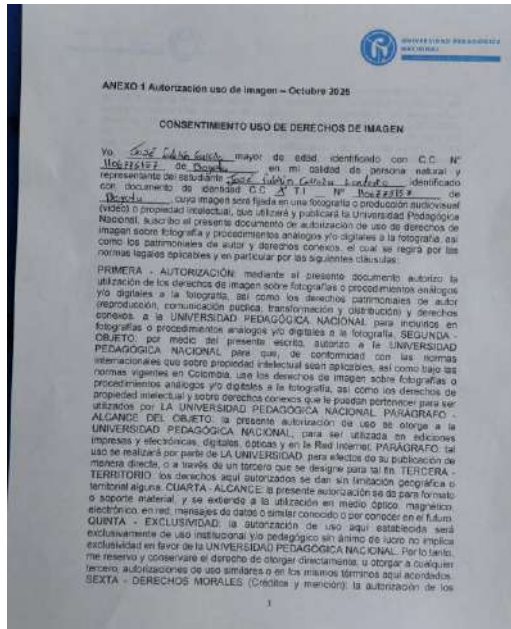 UNIVERSIDAD PEDAGÓGICA
NACIONAL
ANEXO 1 Autorización uso de imagen – Octubre 2025
CONSENTIMIENTO USO DE DERECHOS DE IMAGEN
Yo, José mayor de edad, identificado con C.C. N°
de Bogotá en mi calidad de persona natural y
representante del estudiante José identificado
con documento de identidad C.C. X T.I. N° de
Bogotá, cuya imagen será fijada en una fotografía o producción audiovisual
(video) o propiedad intelectual, que utilizará y publicará la Universidad Pedagógica
Nacional, suscribo el presente documento de autorización de uso de derechos de
imagen sobre fotografía y procedimientos análogos y/o digitales a la fotografía, así
como los patrimoniales de autor y derechos conexos, el cual se regirá por las
normas legales aplicables y en particular por las siguientes cláusulas:
PRIMERA - AUTORIZACIÓN: mediante el presente documento autorizo la
utilización de los derechos de imagen sobre fotografías o procedimientos análogos
y/o digitales a la fotografía, así como los derechos patrimoniales de autor
(reproducción, comunicación pública, transformación y distribución) y derechos
conexos, a la UNIVERSIDAD PEDAGÓGICA NACIONAL para incluirlos en
fotografías o procedimientos análogos y/o digitales a la fotografía. SEGUNDA -
OBJETO: por medio del presente escrito, autorizo a la UNIVERSIDAD
PEDAGÓGICA NACIONAL para que, de conformidad con las normas
internacionales que sobre propiedad intelectual sean aplicables, así como bajo las
normas vigentes en Colombia, use los derechos de imagen sobre fotografías o
procedimientos análogos y/o digitales a la fotografía, así como los derechos de
propiedad intelectual y sobre derechos conexos que le puedan pertenecer para ser
utilizados por LA UNIVERSIDAD PEDAGÓGICA NACIONAL. PARÁGRAFO -
ALCANCE DEL OBJETO: la presente autorización de uso se otorga a la
UNIVERSIDAD PEDAGÓGICA NACIONAL, para ser utilizada en ediciones
impresas y electrónicas, digitales, ópticas y en la Red Internet. PARÁGRAFO: tal
uso se realizará por parte de LA UNIVERSIDAD, para efectos de su publicación de
manera directa, o a través de un tercero que se designe para tal fin. TERCERA -
TERRITORIO: los derechos aquí autorizados se dan sin limitación geográfica o
territorial alguna. CUARTA - ALCANCE: la presente autorización se da para formato
o soporte material, y se extiende a la utilización en medio óptico, magnético,
electrónico, en red, mensajes de datos o similar conocido o por conocer en el futuro.
QUINTA - EXCLUSIVIDAD: la autorización de uso aquí establecida será
exclusivamente de uso institucional y/o pedagógico sin ánimo de lucro no implica
exclusividad en favor de la UNIVERSIDAD PEDAGÓGICA NACIONAL. Por lo tanto,
me reservo y conservaré el derecho de otorgar directamente, u otorgar a cualquier
tercero, autorizaciones de uso similares o en los mismos términos aquí acordados.
SEXTA - DERECHOS MORALES (Créditos y mención): la autorización de los
1